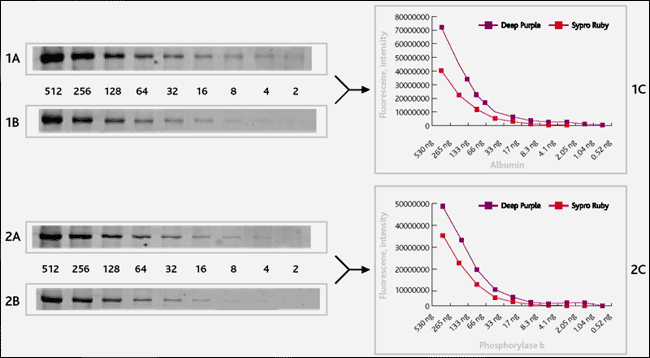 1A
512 256 128 64 32 16 8 4 2
1B
2A
512 256 128 64 32 16 8 4 2
2B
Deep Purple Sypro Ruby
Fluorescene, Intensity
80000000
70000000
60000000
50000000
40000000
30000000
20000000
10000000
0
530 ng 265 ng 133 ng 66 ng 33 ng 17 ng 8.3 ng 4.1 ng 2.05 ng 1.04 ng 0.52 ng
Albumin
1C
Deep Purple Sypro Ruby
Fluorescene, Intensity
50000000
40000000
30000000
20000000
10000000
0
530 ng 265 ng 133 ng 66 ng 33 ng 17 ng 8.3 ng 4.1 ng 2.05 ng 1.04 ng 0.52 ng
Phosphorylase b
2C